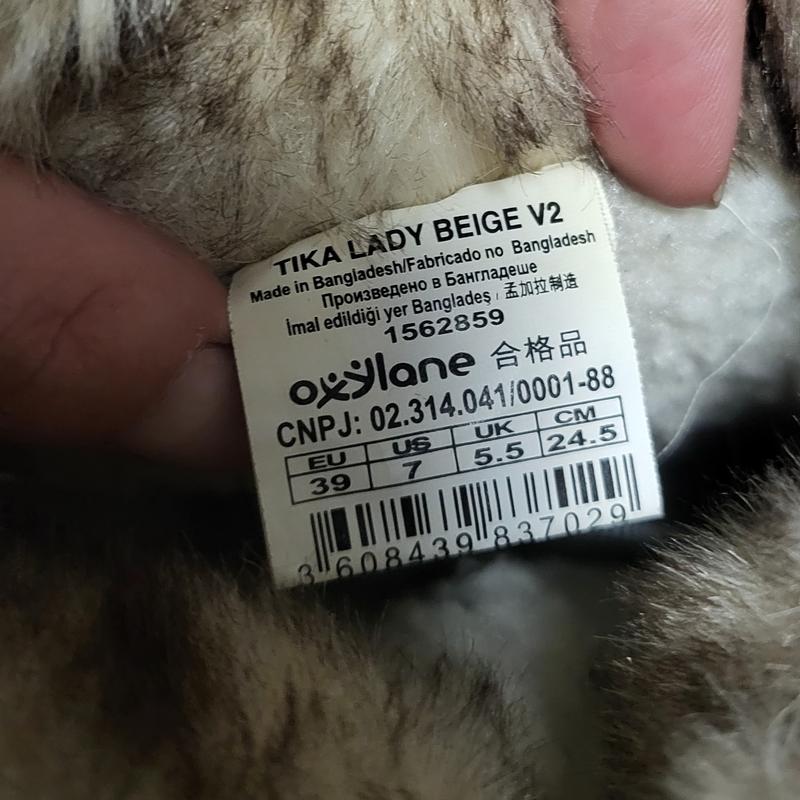 TIKA LADY BEIGE V2
Made in Bangladesh/Fabricado no Bangladesh
Произведено в Бангладеше
İmal edildiği yer Bangladeş , 孟加拉制造
1562859
oxylane 合格品
CNPJ: 02.314.041/0001-88
EU US UK CM
39 7 5.5 24.5
3 608439 837029